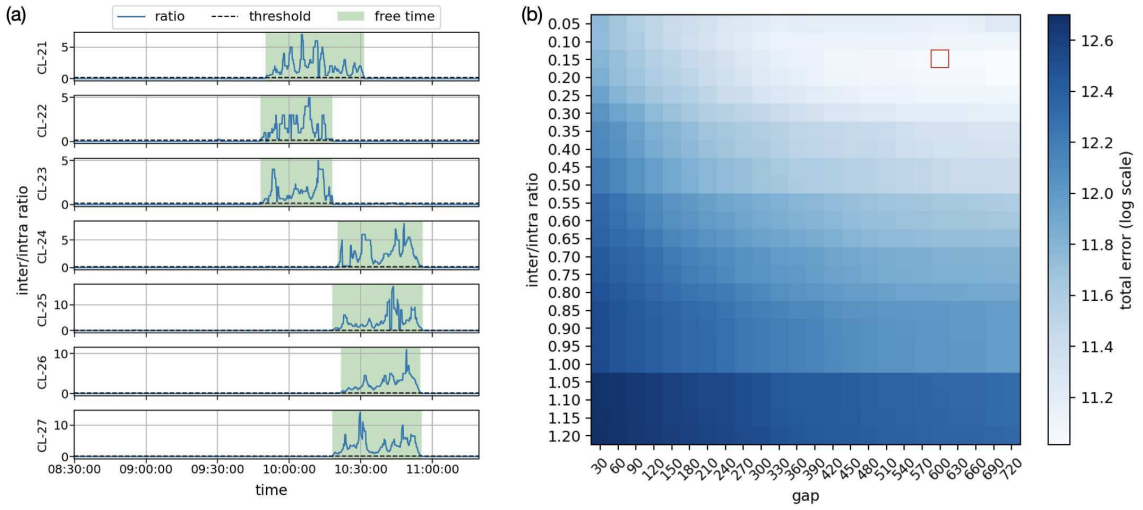 (a)
ratio threshold free time
inter/intra ratio
CL-21
5
0
CL-22
5
0
CL-23
5
0
CL-24
5
0
CL-25
10
0
CL-26
10
0
CL-27
10
0
08:30:00 09:00:00 09:30:00 10:00:00 10:30:00 11:00:00
time
(b)
inter/intra ratio
0.05
0.10
0.15
0.20
0.25
0.30
0.35
0.45
0.50
0.55
0.60
0.65
0.75
0.80
0.85
0.90
0.95
1.00
1.05
1.10
1.15
1.20
30 60 90 120 150 180 210 240 270 300 330 360 390 420 450 480 510 540 570 600 630 660 690 720
gap
12.6
12.4
12.2
12.0
11.8
11.6
11.4
11.2
total error (log scale)